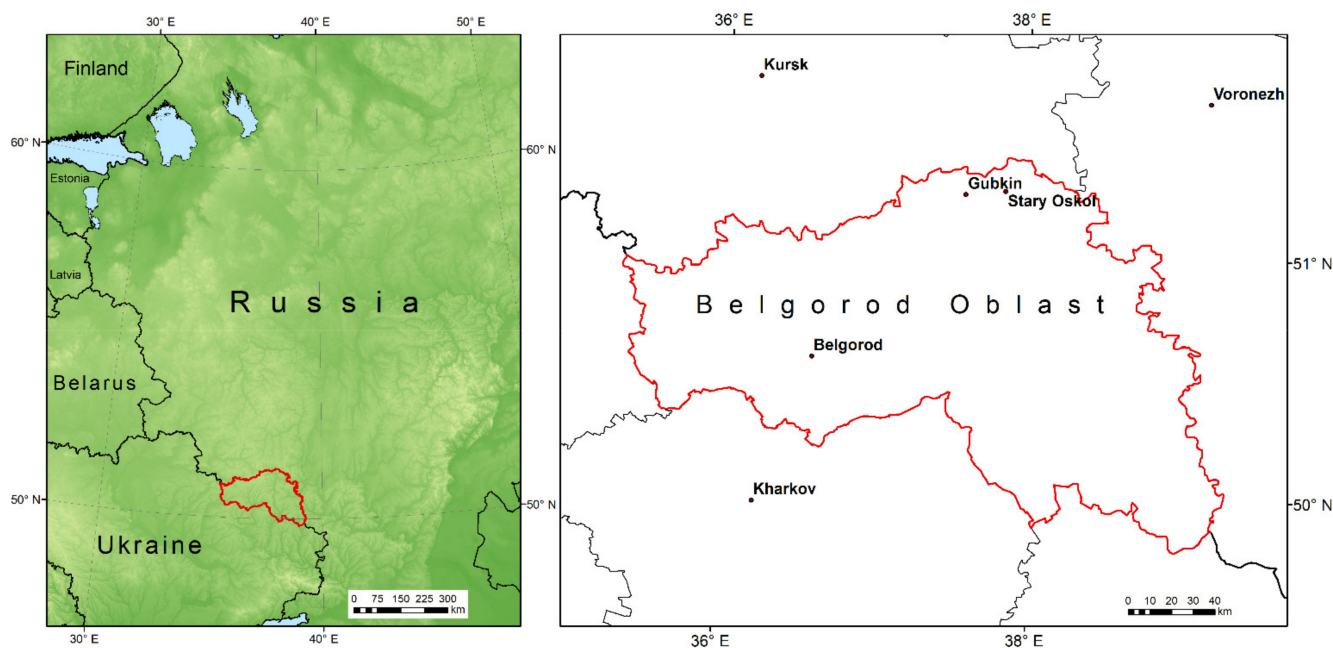 30° E
40° E
50° E
Finland
60° N
60° N
Estonia
Latvia
Russia
Belarus
50° N
50° N
Ukraine
0 75 150 225 300
km
30° E
40° E
36° E
38° E
Kursk
Voronezh
Gubkin
Stary Oskol
51° N
Belgorod Oblast
Belgorod
Kharkov
50° N
0 10 20 30 40
km
36° E
38° E